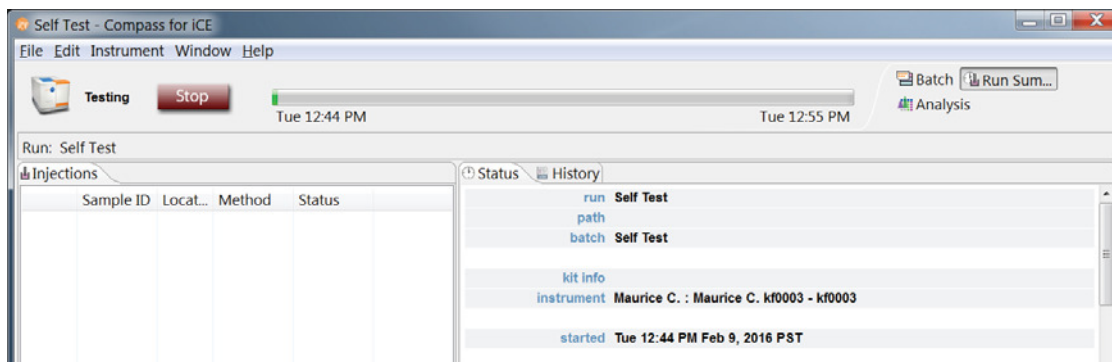 Self Test - Compass for iCE
File Edit Instrument Window Help
Testing Stop
Tue 12:44 PM Tue 12:55 PM
Batch Run Sum...
Analysis
Run: Self Test
Injections
Sample ID Locat... Method Status
Status History
run Self Test
path
batch Self Test
kit info
instrument Maurice C. : Maurice C. kf0003 - kf0003
started Tue 12:44 PM Feb 9, 2016 PST